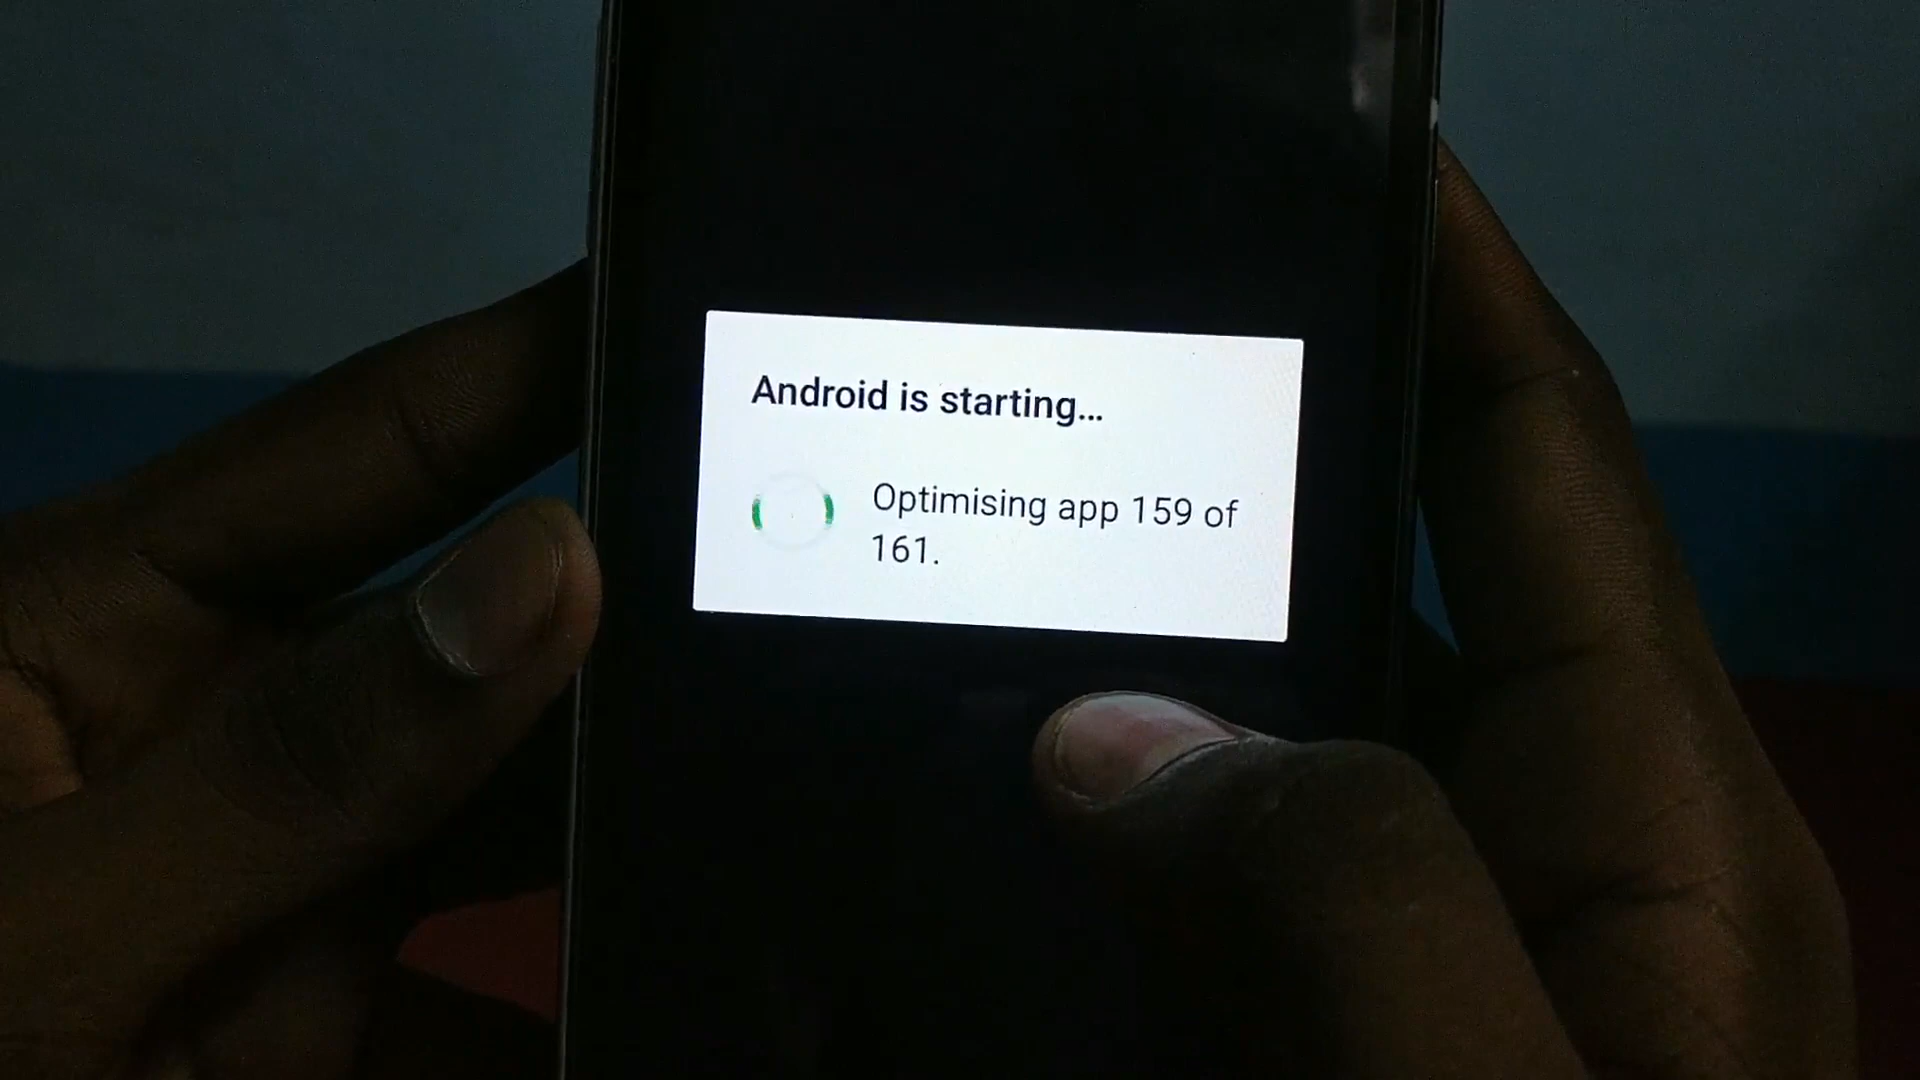 Android is starting...
Optimising app 159 of
161.